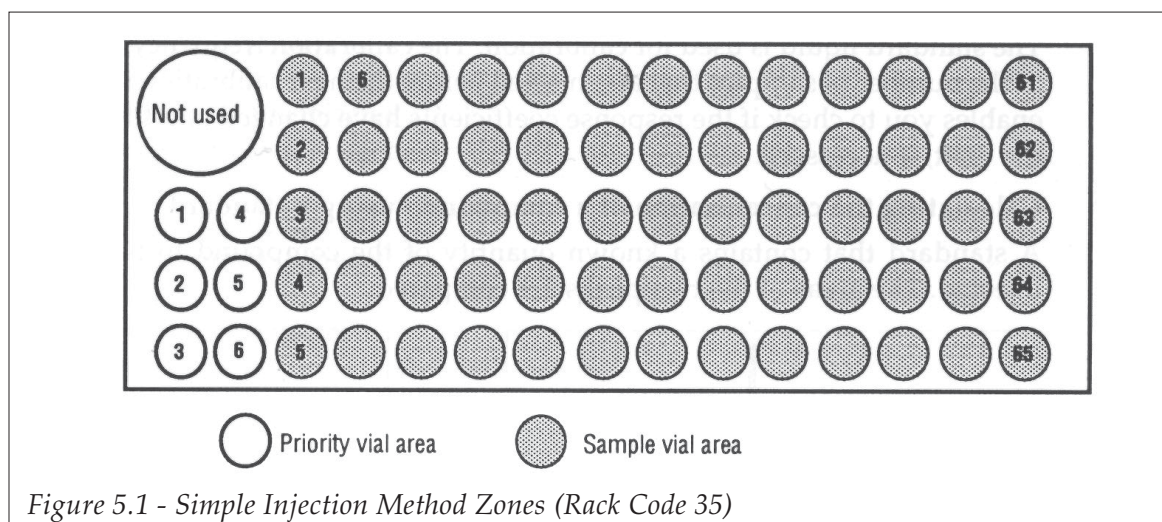 1 6 61
Not used
2 62
1 4 3 63
2 5 4 64
3 6 5 65
Priority vial area Sample vial area
Figure 5.1 - Simple Injection Method Zones (Rack Code 35)